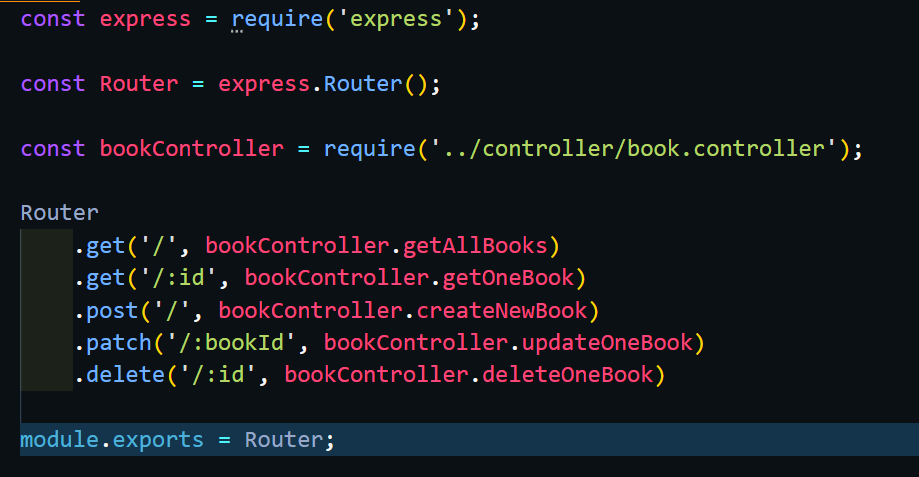 const express = require('express');
const Router = express.Router();
const bookController = require('../controller/book.controller');
Router
.get('/', bookController.getAllBooks)
.get('/:id', bookController.getOneBook)
.post('/', bookController.createNewBook)
.patch('/:bookId', bookController.updateOneBook)
.delete('/:id', bookController.deleteOneBook)
module.exports = Router;